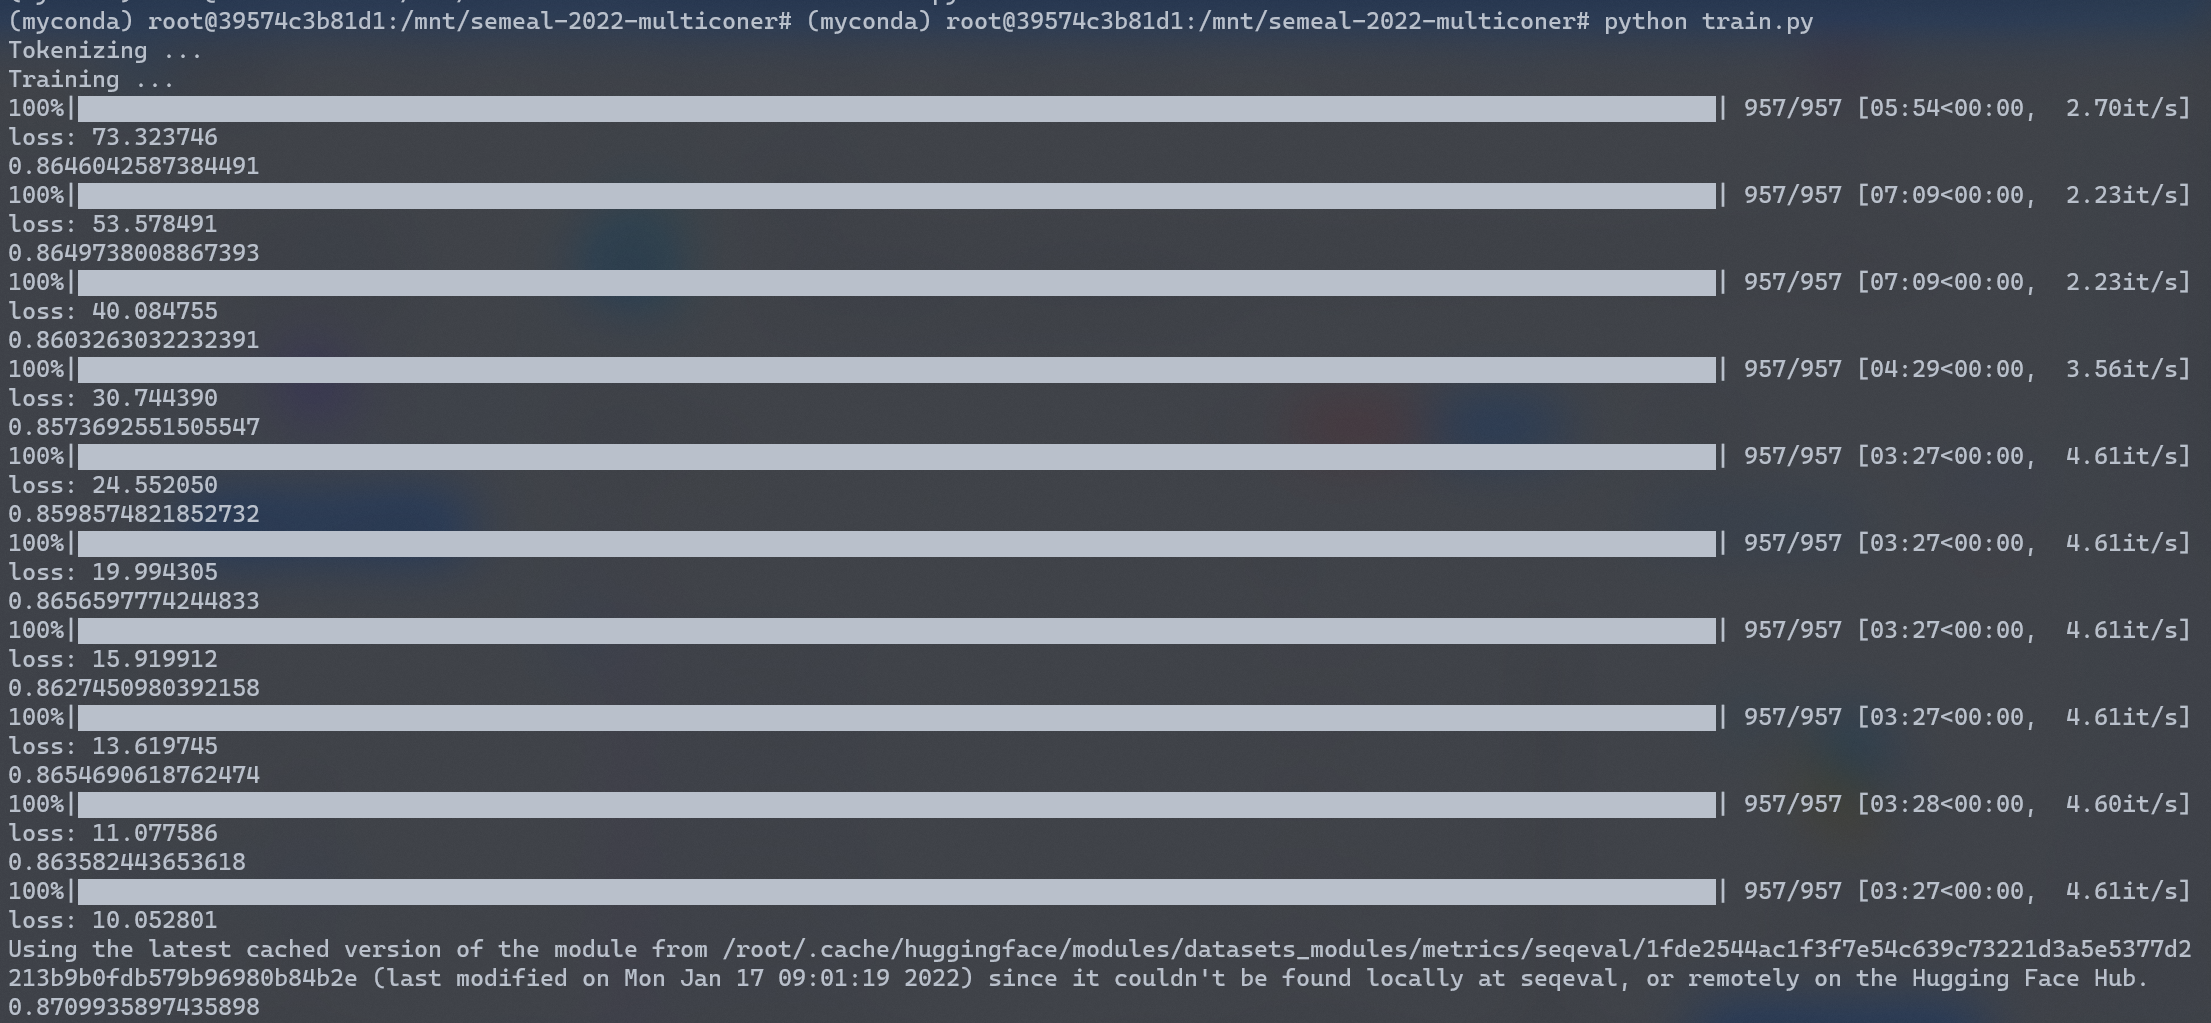 (myconda) root@39574c3b81d1:/mnt/semeal-2022-multiconer# (myconda) root@39574c3b81d1:/mnt/semeal-2022-multiconer# python train.py
Tokenizing ...
Training ...
100%| | 957/957 [05:54<00:00, 2.70it/s]
loss: 73.323746
0.8646042587384491
100%| | 957/957 [07:09<00:00, 2.23it/s]
loss: 53.578491
0.8649738008867393
100%| | 957/957 [07:09<00:00, 2.23it/s]
loss: 40.084755
0.8603263032232391
100%| | 957/957 [04:29<00:00, 3.56it/s]
loss: 30.744390
0.8573692551505547
100%| | 957/957 [03:27<00:00, 4.61it/s]
loss: 24.552050
0.8598574821852732
100%| | 957/957 [03:27<00:00, 4.61it/s]
loss: 19.994305
0.8656597774244833
100%| | 957/957 [03:27<00:00, 4.61it/s]
loss: 15.919912
0.8627450980392158
100%| | 957/957 [03:27<00:00, 4.61it/s]
loss: 13.619745
0.8654690618762474
100%| | 957/957 [03:28<00:00, 4.60it/s]
loss: 11.077586
0.863582443653618
100%| | 957/957 [03:27<00:00, 4.61it/s]
loss: 10.052801
Using the latest cached version of the module from /root/.cache/huggingface/modules/datasets_modules/metrics/seqeval/1fde2544ac1f3f7e54c639c73221d3a5e5377d2
213b9b0fdb579b96980b84b2e (last modified on Mon Jan 17 09:01:19 2022) since it couldn't be found locally at seqeval, or remotely on the Hugging Face Hub.
0.8709935897435898